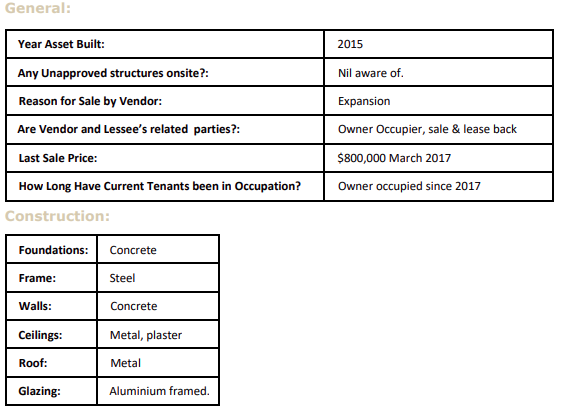 General:
Year Asset Built: 2015
Any Unapproved structures onsite?: Nil aware of.
Reason for Sale by Vendor: Expansion
Are Vendor and Lessee’s related parties?: Owner Occupier, sale & lease back
Last Sale Price: $800,000 March 2017
How Long Have Current Tenants been in Occupation? Owner occupied since 2017
Construction:
Foundations: Concrete
Frame: Steel
Walls: Concrete
Ceilings: Metal, plaster
Roof: Metal
Glazing: Aluminium framed.